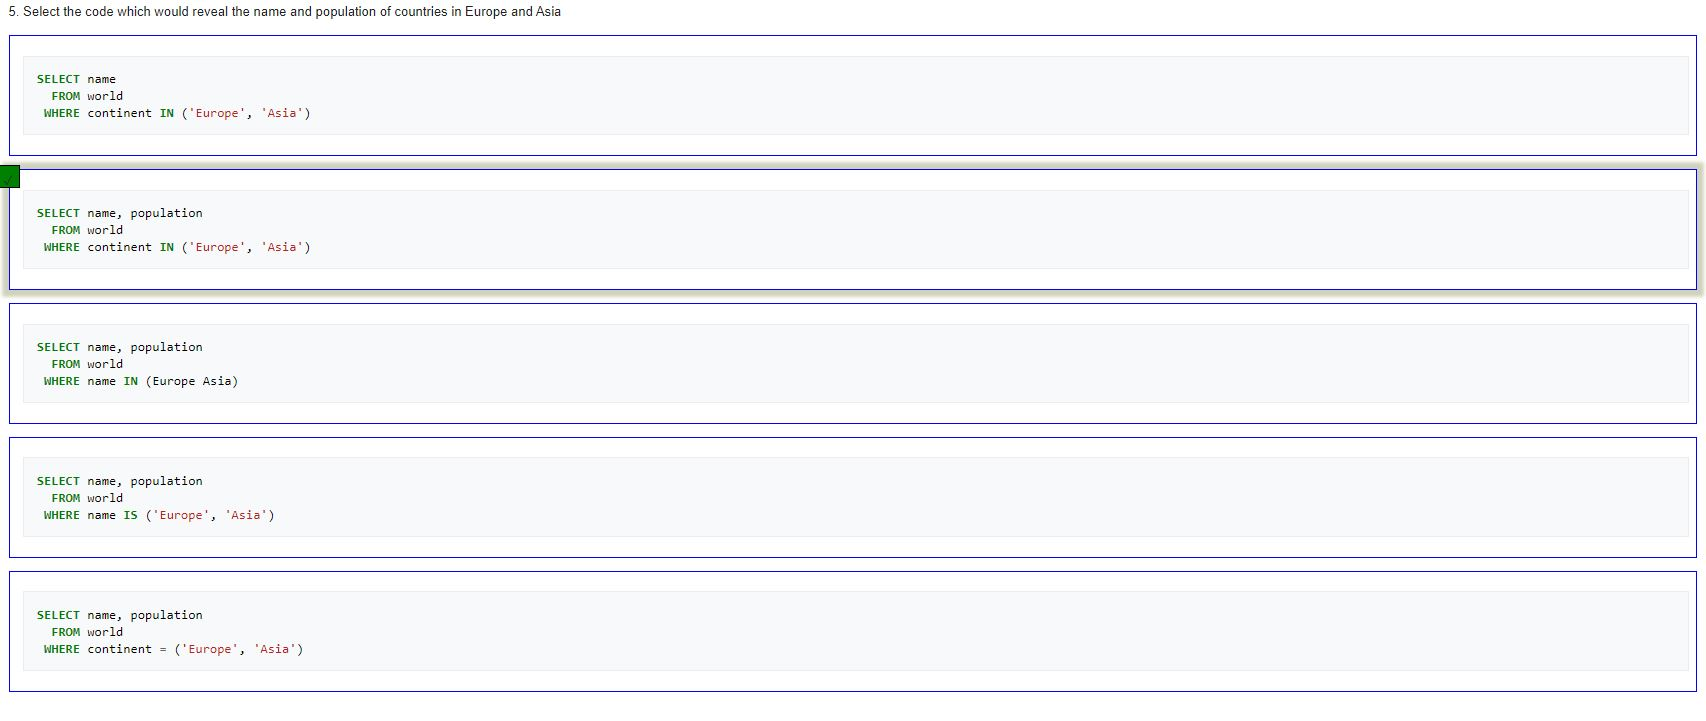 5. Select the code which would reveal the name and population of countries in Europe and Asia
SELECT name
FROM world
WHERE continent IN ('Europe', 'Asia')
✓
SELECT name, population
FROM world
WHERE continent IN ('Europe', 'Asia')
SELECT name, population
FROM world
WHERE name IN (Europe Asia)
SELECT name, population
FROM world
WHERE name IS ('Europe', 'Asia')
SELECT name, population
FROM world
WHERE continent = ('Europe', 'Asia')